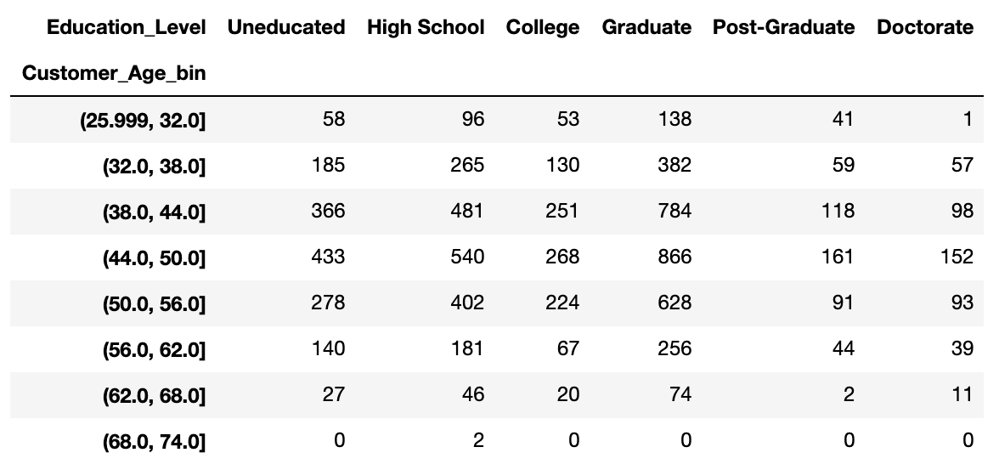 Education_Level Uneducated High School College Graduate Post-Graduate Doctorate
Customer_Age_bin
(25.999, 32.0] 58 96 53 138 41 1
(32.0, 38.0] 185 265 130 382 59 57
(38.0, 44.0] 366 481 251 784 118 98
(44.0, 50.0] 433 540 268 866 161 152
(50.0, 56.0] 278 402 224 628 91 93
(56.0, 62.0] 140 181 67 256 44 39
(62.0, 68.0] 27 46 20 74 2 11
(68.0, 74.0] 0 2 0 0 0 0